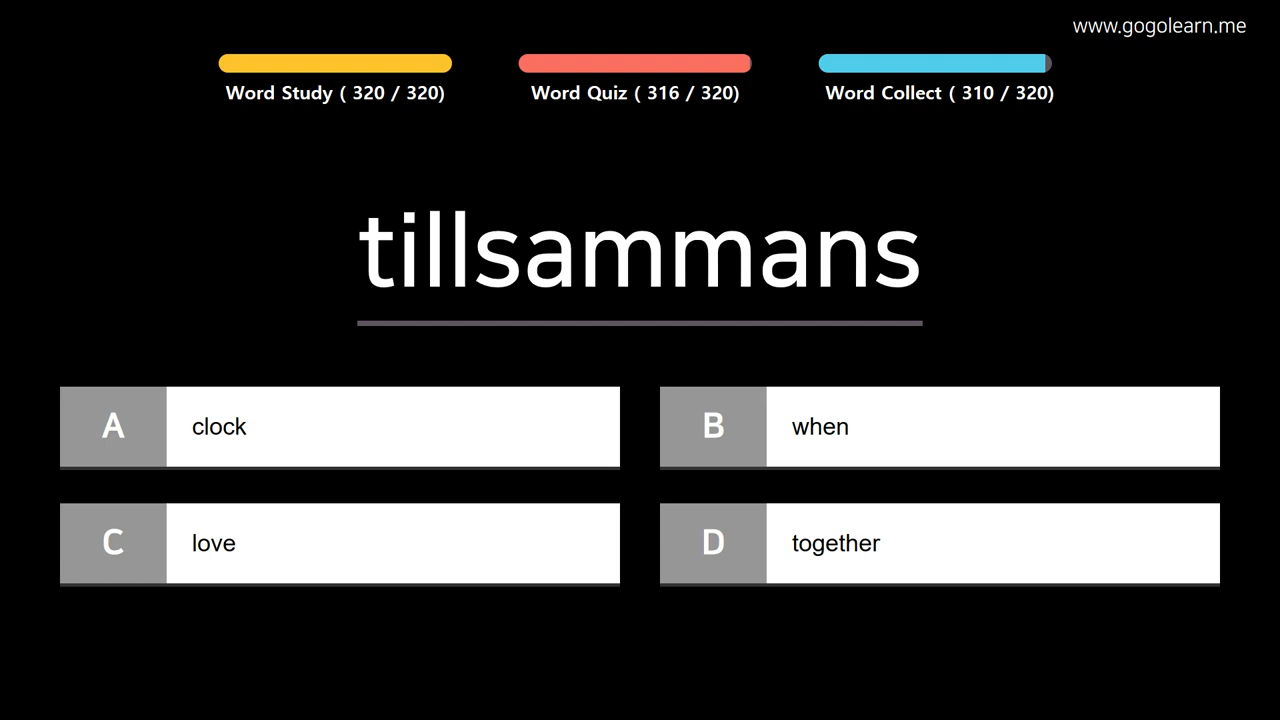 www.gogolearn.me
Word Study ( 320 / 320)
Word Quiz ( 316 / 320)
Word Collect ( 310 / 320)
tillsammans
A clock
B when
C love
D together